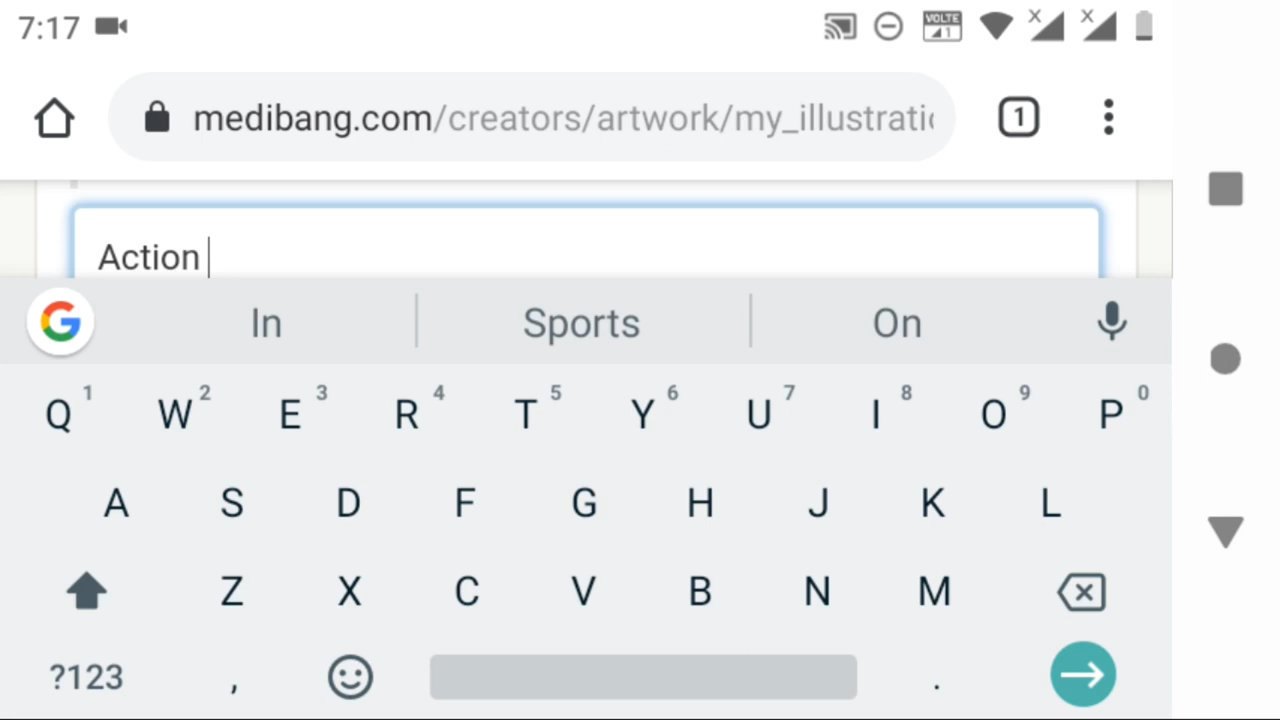 7:17 VOLTE 1 X X
medibang.com/creators/artwork/my_illustrati
1
Action
In Sports On
Q 1 W 2 E 3 R 4 T 5 Y 6 U 7 I 8 O 9 P 0
A S D F G H J K L
Z X C V B N M
?123 , .